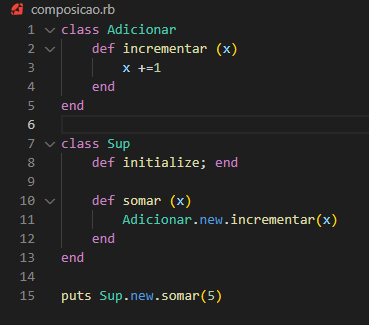 composicao.rb
1 class Adicionar
2     def incrementar (x)
3         x +=1
4     end
5 end
6
7 class Sup
8     def initialize; end
9
10     def somar (x)
11         Adicionar.new.incrementar(x)
12     end
13 end
14
15 puts Sup.new.somar(5)